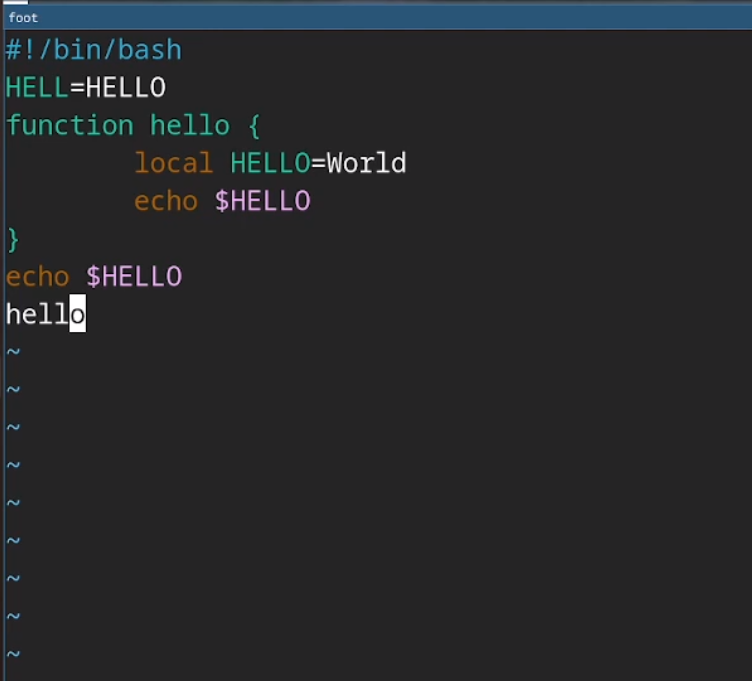 foot
#!/bin/bash
HELL=HELLO
function hello {
        local HELLO=World
        echo $HELLO
}
echo $HELLO
hello
~
~
~
~
~
~
~
~
~